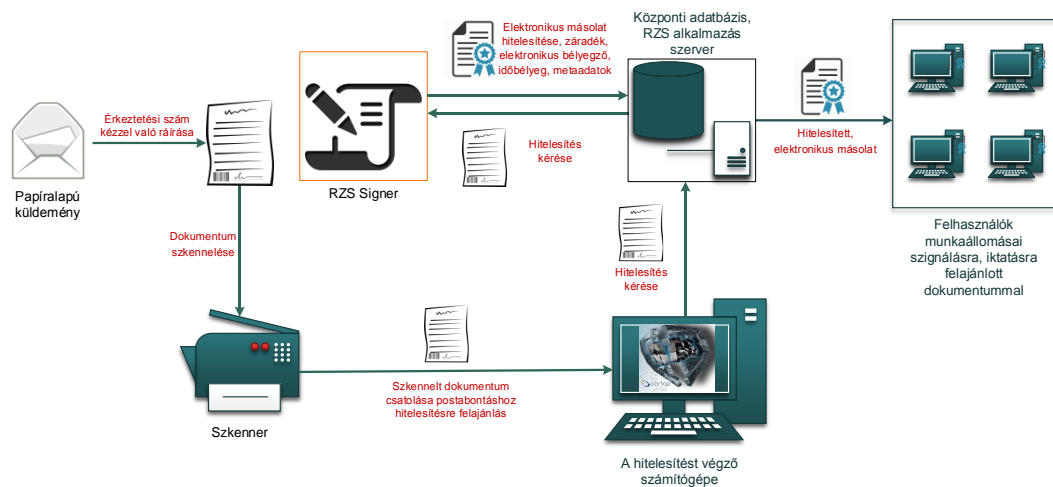 Elektronikus másolat
hitelesítése, záradék,
elektronikus bélyegző,
időbélyeg, metaadatok
Központi adatbázis,
RZS alkalmazás
szerver
Érkeztetési szám
kézzel való ráírása
Hitelesítés
kérése
Hitelesített,
elektronikus másolat
Papíralapú
küldemény
RZS Signer
Dokumentum
szkennelése
Hitelesítés
kérése
Felhasználók
munkaállomásai
szignálásra, iktatásra
felajánlott
dokumentummal
Szkennelt dokumentum
csatolása postabontáshoz
hitelesítésre felajánlás
Szkenner
A hitelesítést végző
számítógépe